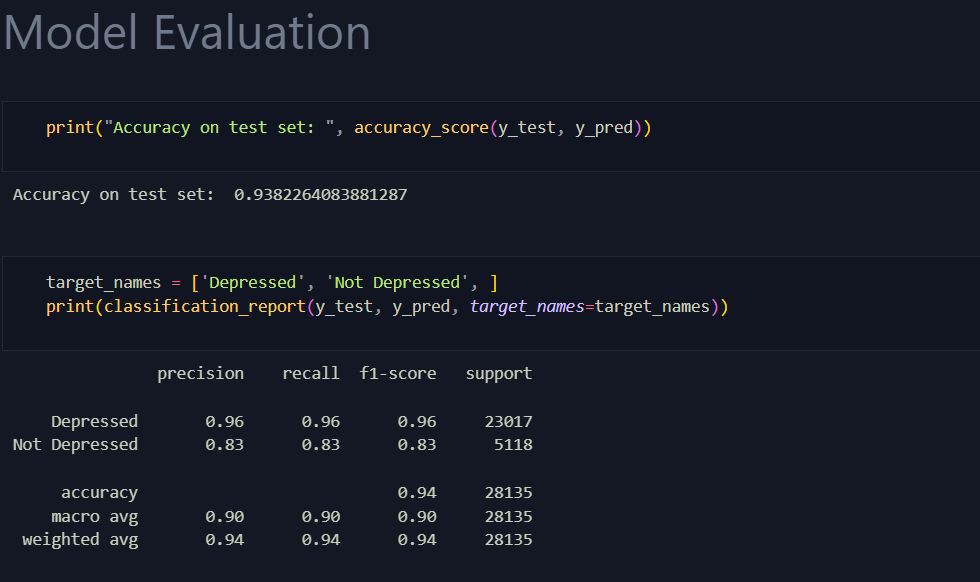 Model Evaluation
print("Accuracy on test set: ", accuracy_score(y_test, y_pred))
Accuracy on test set:  0.9382264083881287
target_names = ['Depressed', 'Not Depressed', ]
print(classification_report(y_test, y_pred, target_names=target_names))
precision    recall  f1-score   support
Depressed       0.96      0.96      0.96     23017
Not Depressed       0.83      0.83      0.83      5118
accuracy                           0.94     28135
macro avg       0.90      0.90      0.90     28135
weighted avg       0.94      0.94      0.94     28135